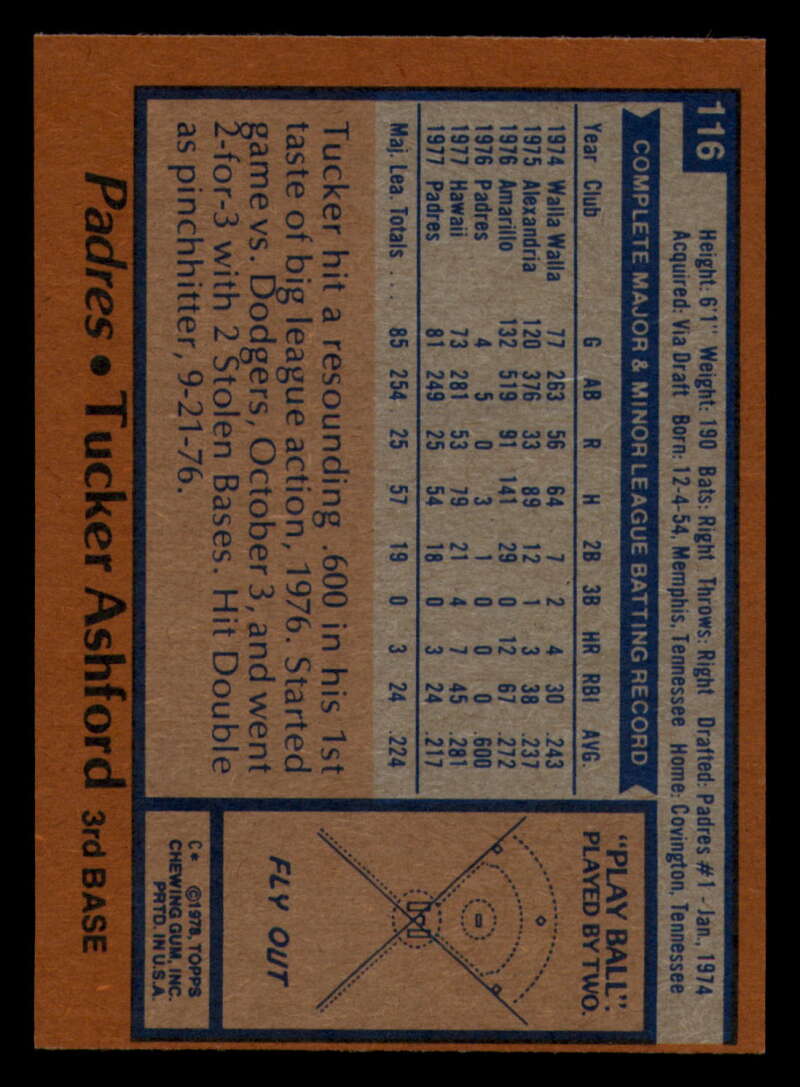 116
Height: 6'1" Weight: 190 Bats: Right Throws: Right Drafted: Padres #1 - Jan., 1974
Acquired: Via Draft Born: 12-4-54, Memphis, Tennessee Home: Covington, Tennessee
COMPLETE MAJOR & MINOR LEAGUE BATTING RECORD
Year Club G AB R H 2B 3B HR RBI AVG.
1974 Walla Walla 77 263 56 64 7 2 4 30 .243
1975 Alexandria 120 376 33 89 12 1 3 38 .237
1976 Amarillo 132 519 91 141 29 0 12 67 .272
1976 Padres 4 5 0 3 1 0 0 0 .600
1977 Hawaii 73 281 53 79 21 4 7 45 .281
1977 Padres 81 249 25 54 18 0 3 24 .217
Maj. Lea. Totals ... 85 254 25 57 19 0 3 24 .224
Tucker hit a resounding .600 in his 1st
taste of big league action, 1976. Started
game vs. Dodgers, October 3, and went
2-for-3 with 2 Stolen Bases. Hit Double
as pinchhitter, 9-21-76.
"PLAY BALL":
PLAYED BY TWO.
FLY OUT
C* ©1978, TOPPS
CHEWING GUM, INC.
PRTD. IN U.S.A.
Padres • Tucker Ashford 3rd BASE